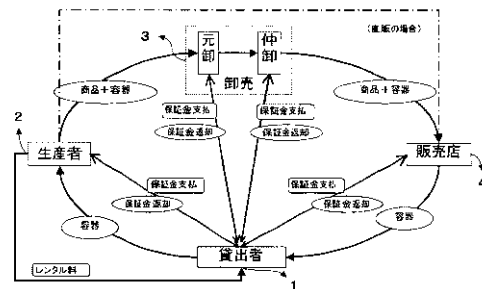 (直販の場合)
3
元卸
仲卸
卸売
商品＋容器
商品＋容器
保証金支払
保証金支払
保証金返却
保証金返却
2
生産者
販売店
4
保証金支払
保証金支払
保証金返却
保証金返却
容器
容器
貸出者
レンタル料
1